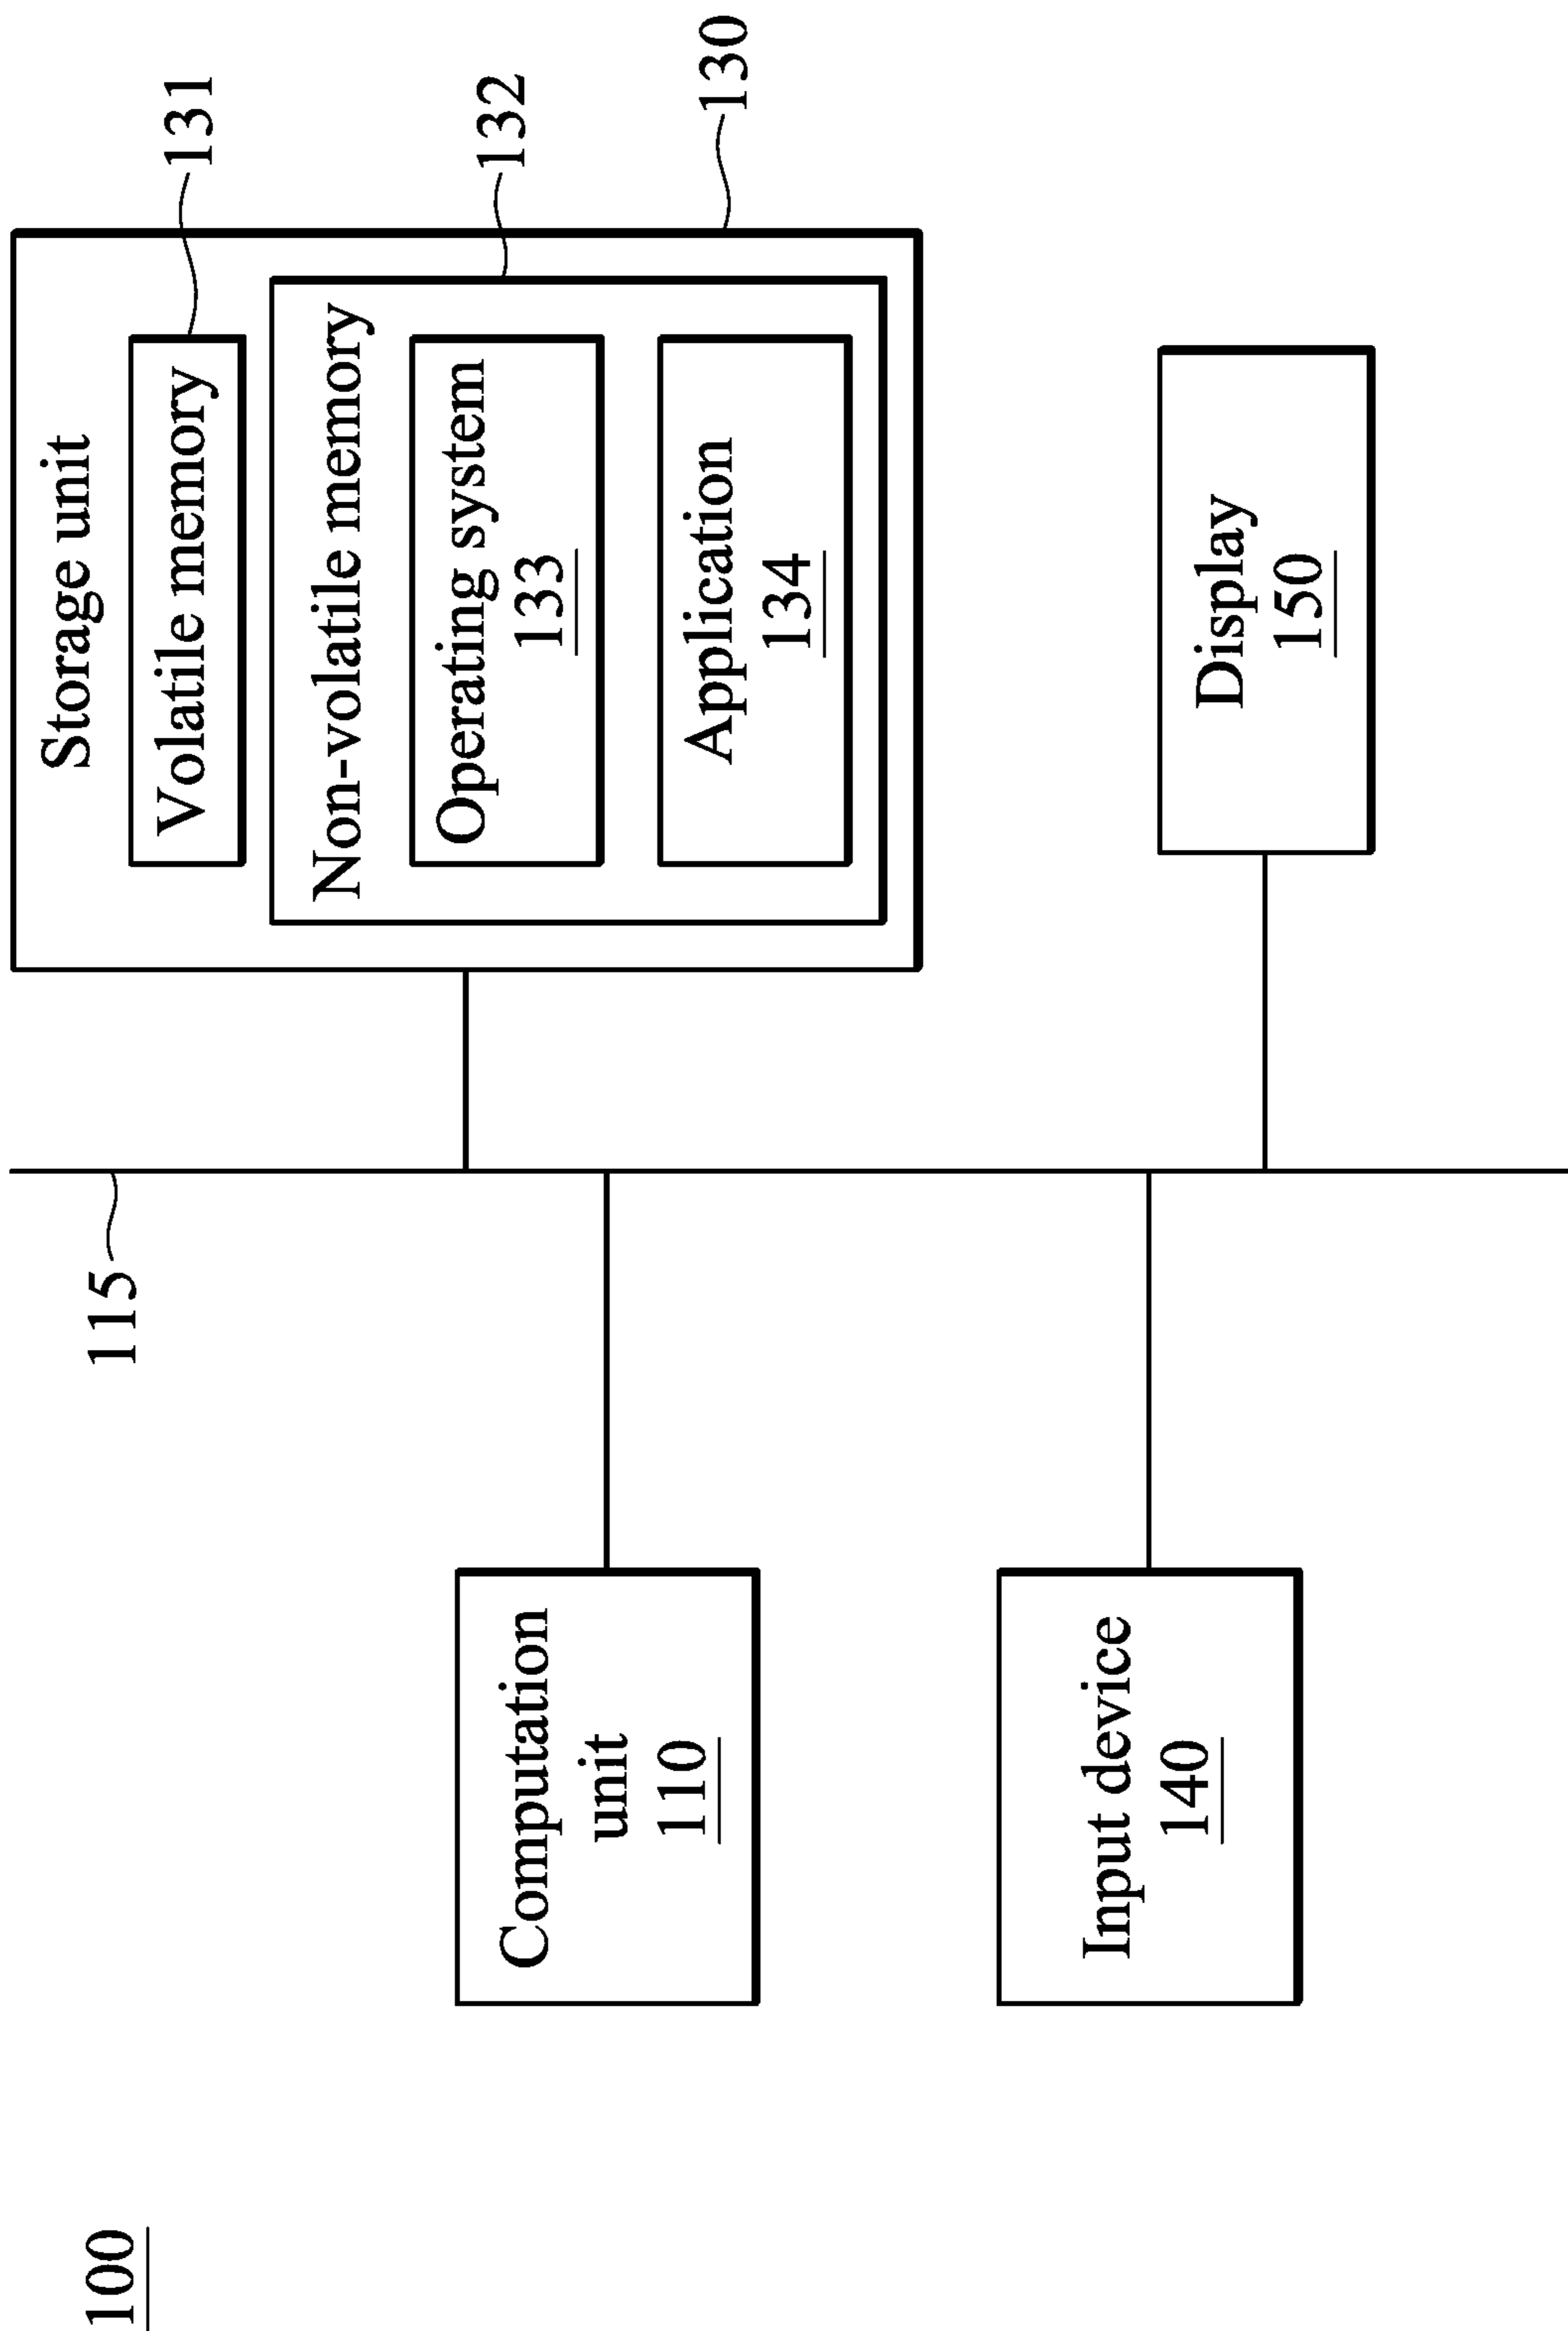 100
115
Storage unit
Volatile memory
131
Non-volatile memory
132
Operating system
133
Application
134
130
Computation
unit
110
Input device
140
Display
150